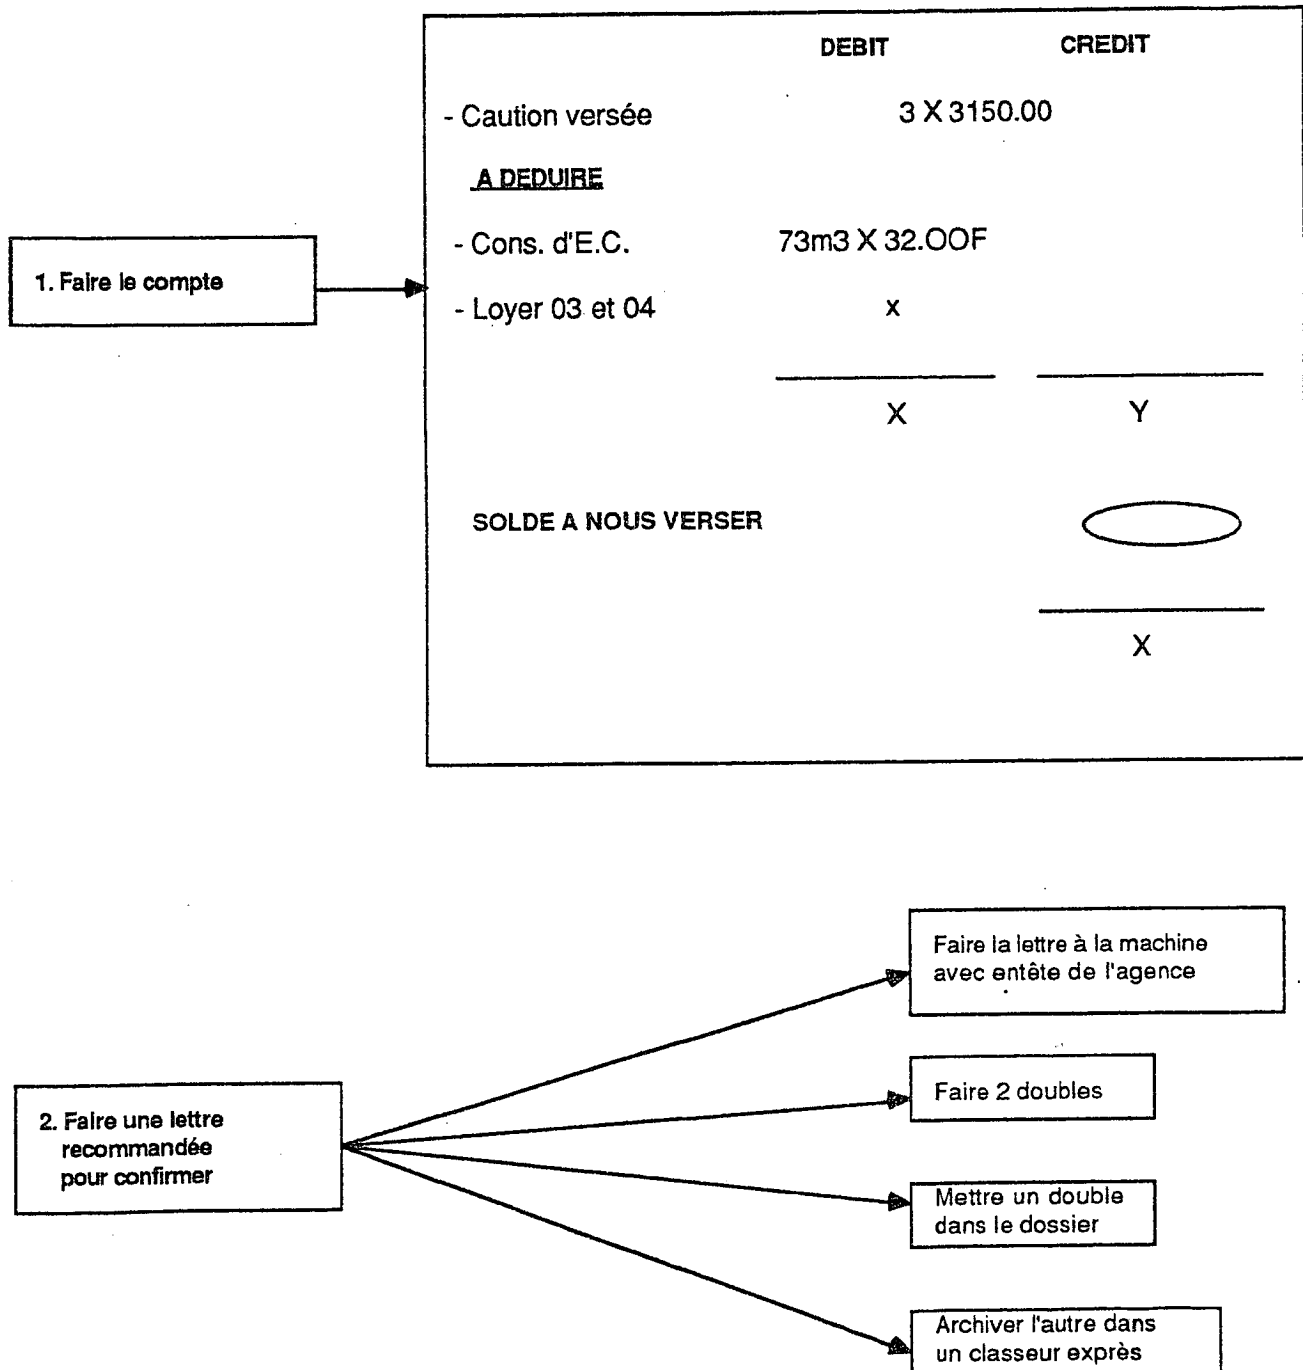 DEBIT CREDIT
- Caution versée 3 X 3150.00
A DEDUIRE
- Cons. d'E.C. 73m3 X 32.OOF
1. Faire le compte
- Loyer 03 et 04 x
X Y
SOLDE A NOUS VERSER
X
Faire la lettre à la machine
avec entête de l'agence
2. Faire une lettre
recommandée
pour confirmer
Faire 2 doubles
Mettre un double
dans le dossier
Archiver l'autre dans
un classeur exprès